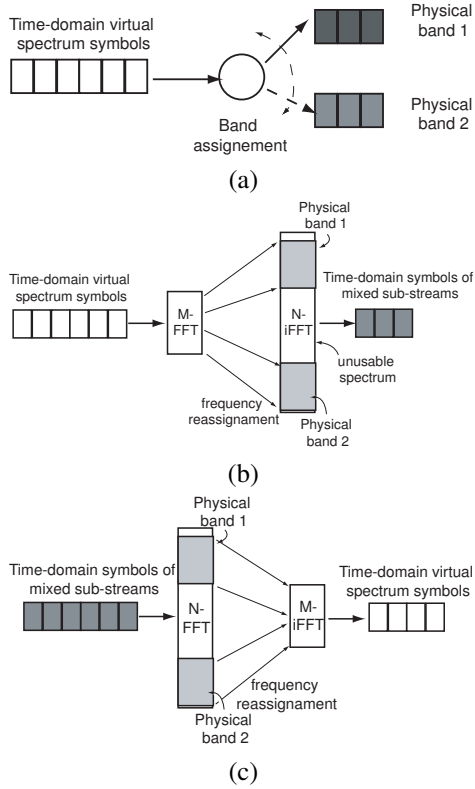 Time-domain virtual
spectrum symbols
Physical
band 1
Physical
band 2
Band
assignement
(a)
Physical
band 1
Time-domain virtual
spectrum symbols
M-
FFT
N-
iFFT
Time-domain symbols of
mixed sub-streams
unusable
spectrum
frequency
reassignament
Physical
band 2
(b)
Physical
band 1
Time-domain symbols of
mixed sub-streams
N-
FFT
M-
iFFT
Time-domain virtual
spectrum symbols
frequency
reassignament
Physical
band 2
(c)